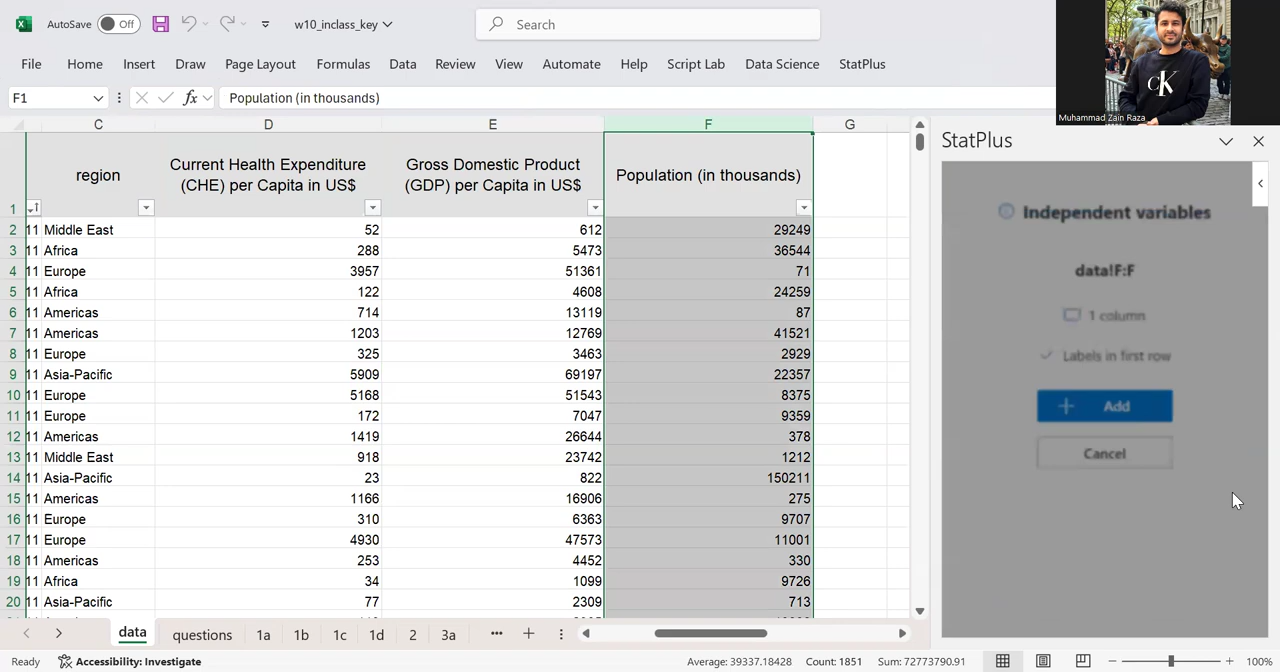 AutoSave Off w10_inclass_key Search
File Home Insert Draw Page Layout Formulas Data Review View Automate Help Script Lab Data Science StatPlus
F1 fx Population (in thousands)
Muhammad Zain Raza
C D E F G
StatPlus
1 region Current Health Expenditure (CHE) per Capita in US$ Gross Domestic Product (GDP) per Capita in US$ Population (in thousands)
2 11 Middle East 52 612 29249
3 11 Africa 288 5473 36544
4 11 Europe 3957 51361 71
5 11 Africa 122 4608 24259
6 11 Americas 714 13119 87
7 11 Americas 1203 12769 41521
8 11 Europe 325 3463 2929
9 11 Asia-Pacific 5909 69197 22357
10 11 Europe 5168 51543 8375
11 11 Europe 172 7047 9359
12 11 Americas 1419 26644 378
13 11 Middle East 918 23742 1212
14 11 Asia-Pacific 23 822 150211
15 11 Americas 1166 16906 275
16 11 Europe 310 6363 9707
17 11 Europe 4930 47573 11001
18 11 Americas 253 4452 330
19 11 Africa 34 1099 9726
20 11 Asia-Pacific 77 2309 713
Independent variables
data!F:F
1 column
Labels in first row
Add
Cancel
data questions 1a 1b 1c 1d 2 3a
Ready Accessibility: Investigate Average: 39337.18428 Count: 1851 Sum: 72773790.91 100%